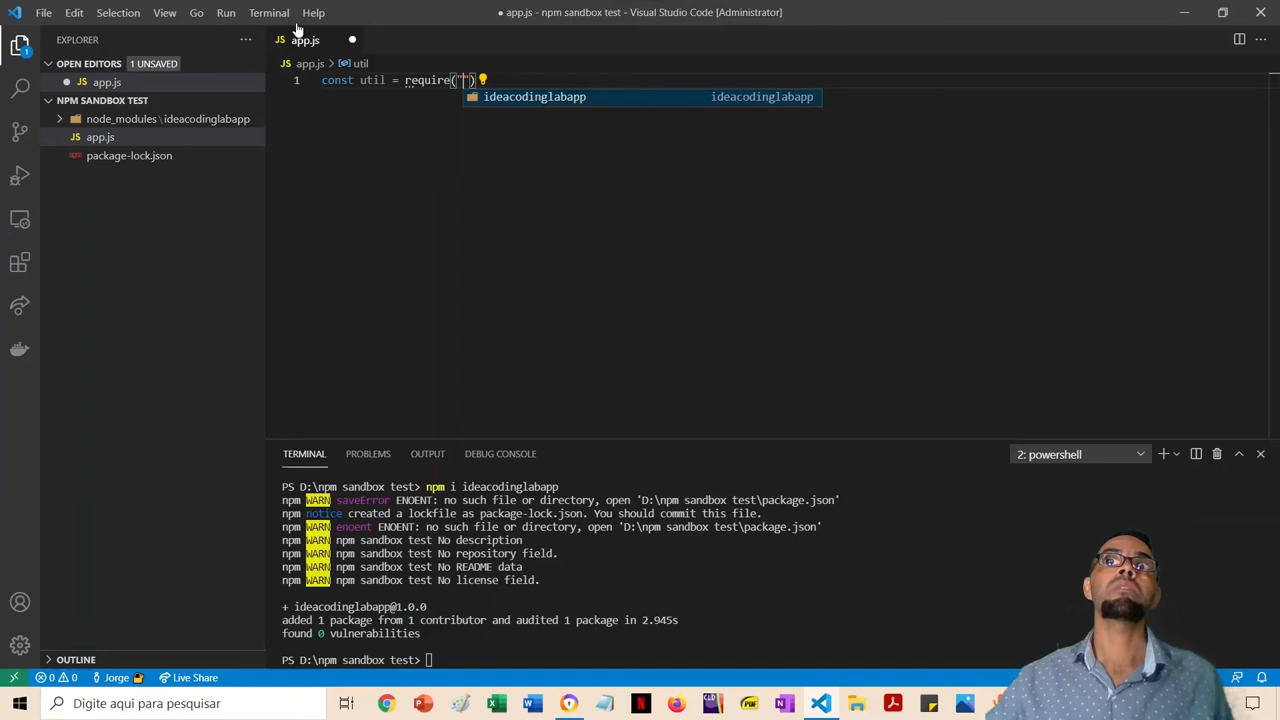 File Edit Selection View Go Run Terminal Help
● app.js - npm sandbox test - Visual Studio Code [Administrator]
EXPLORER
JS app.js
OPEN EDITORS 1 UNSAVED
JS app.js > util
app.js
1 const util = require("")
NPM SANDBOX TEST
ideacodinglabapp ideacodinglabapp
node_modules\ideacodinglabapp
JS app.js
package-lock.json
1
TERMINAL PROBLEMS OUTPUT DEBUG CONSOLE
2: powershell
PS D:\npm sandbox test> npm i ideacodinglabapp
npm WARN saveError ENOENT: no such file or directory, open 'D:\npm sandbox test\package.json'
npm notice created a lockfile as package-lock.json. You should commit this file.
npm WARN enoent ENOENT: no such file or directory, open 'D:\npm sandbox test\package.json'
npm WARN npm sandbox test No description
npm WARN npm sandbox test No repository field.
npm WARN npm sandbox test No README data
npm WARN npm sandbox test No license field.
+ ideacodinglabapp@1.0.0
added 1 package from 1 contributor and audited 1 package in 2.945s
found 0 vulnerabilities
PS D:\npm sandbox test>
OUTLINE
0 0 Jorge Live Share
Digite aqui para pesquisar